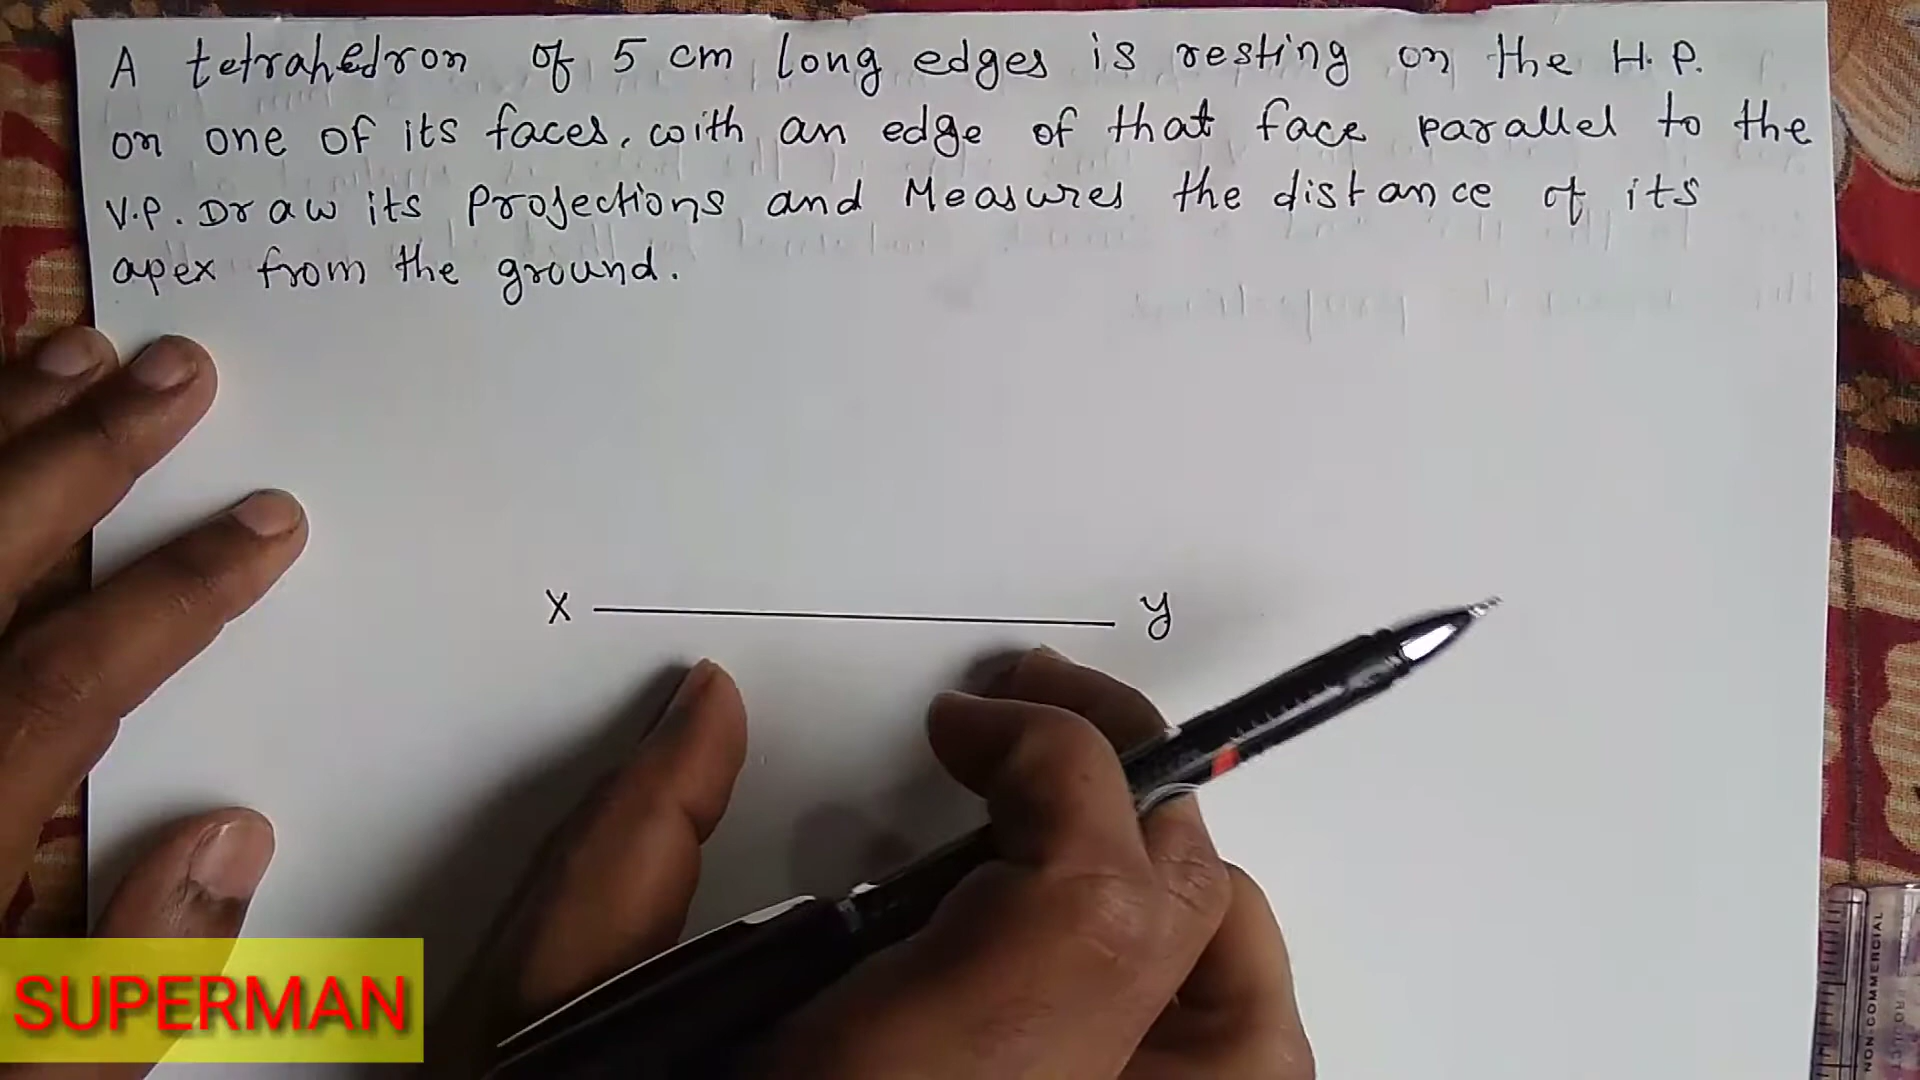 A tetrahedron of 5 cm long edges is resting on the H.P.
on one of its faces, with an edge of that face parallel to the
V.P. Draw its Projections and Measures the distance of its
apex from the ground.
x y
SUPERMAN
NON-COMMERCIAL